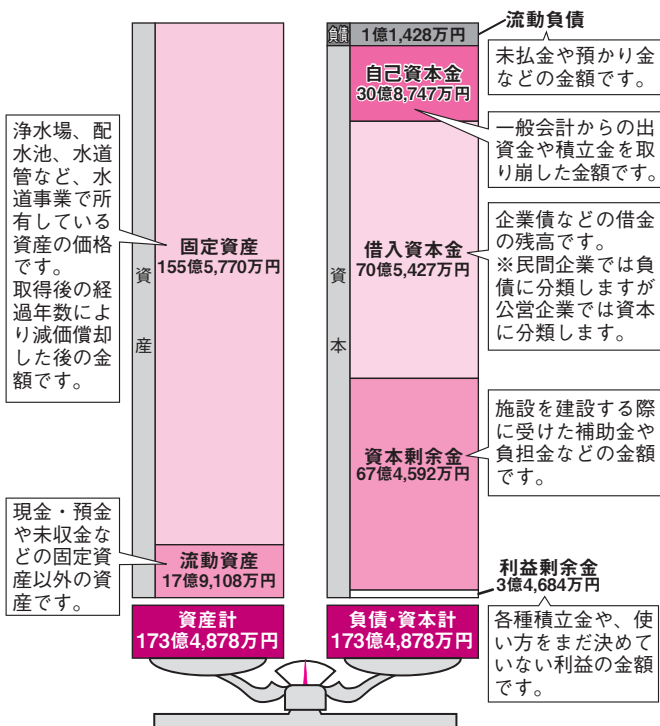 浄水場、配
水池、水道
管など、水
道事業で所
有している
資産の価格
です。
取得後の経
過年数によ
り減価償却
した後の金
額です。
現金・預金
や未収金な
どの固定資
産以外の資
産です。
資産
固定資産
155億5,770万円
流動資産
17億9,108万円
資産計
173億4,878万円
負債
1億1,428万円
資本
自己資本金
30億8,747万円
借入資本金
70億5,427万円
資本剰余金
67億4,592万円
負債・資本計
173億4,878万円
流動負債
未払金や預かり金
などの金額です。
一般会計からの出
資金や積立金を取
り崩した金額です。
企業債などの借金
の残高です。
※民間企業では負
債に分類しますが
公営企業では資本
に分類します。
施設を建設する際
に受けた補助金や
負担金などの金額
です。
利益剰余金
3億4,684万円
各種積立金や、使
い方をまだ決めて
いない利益の金額
です。